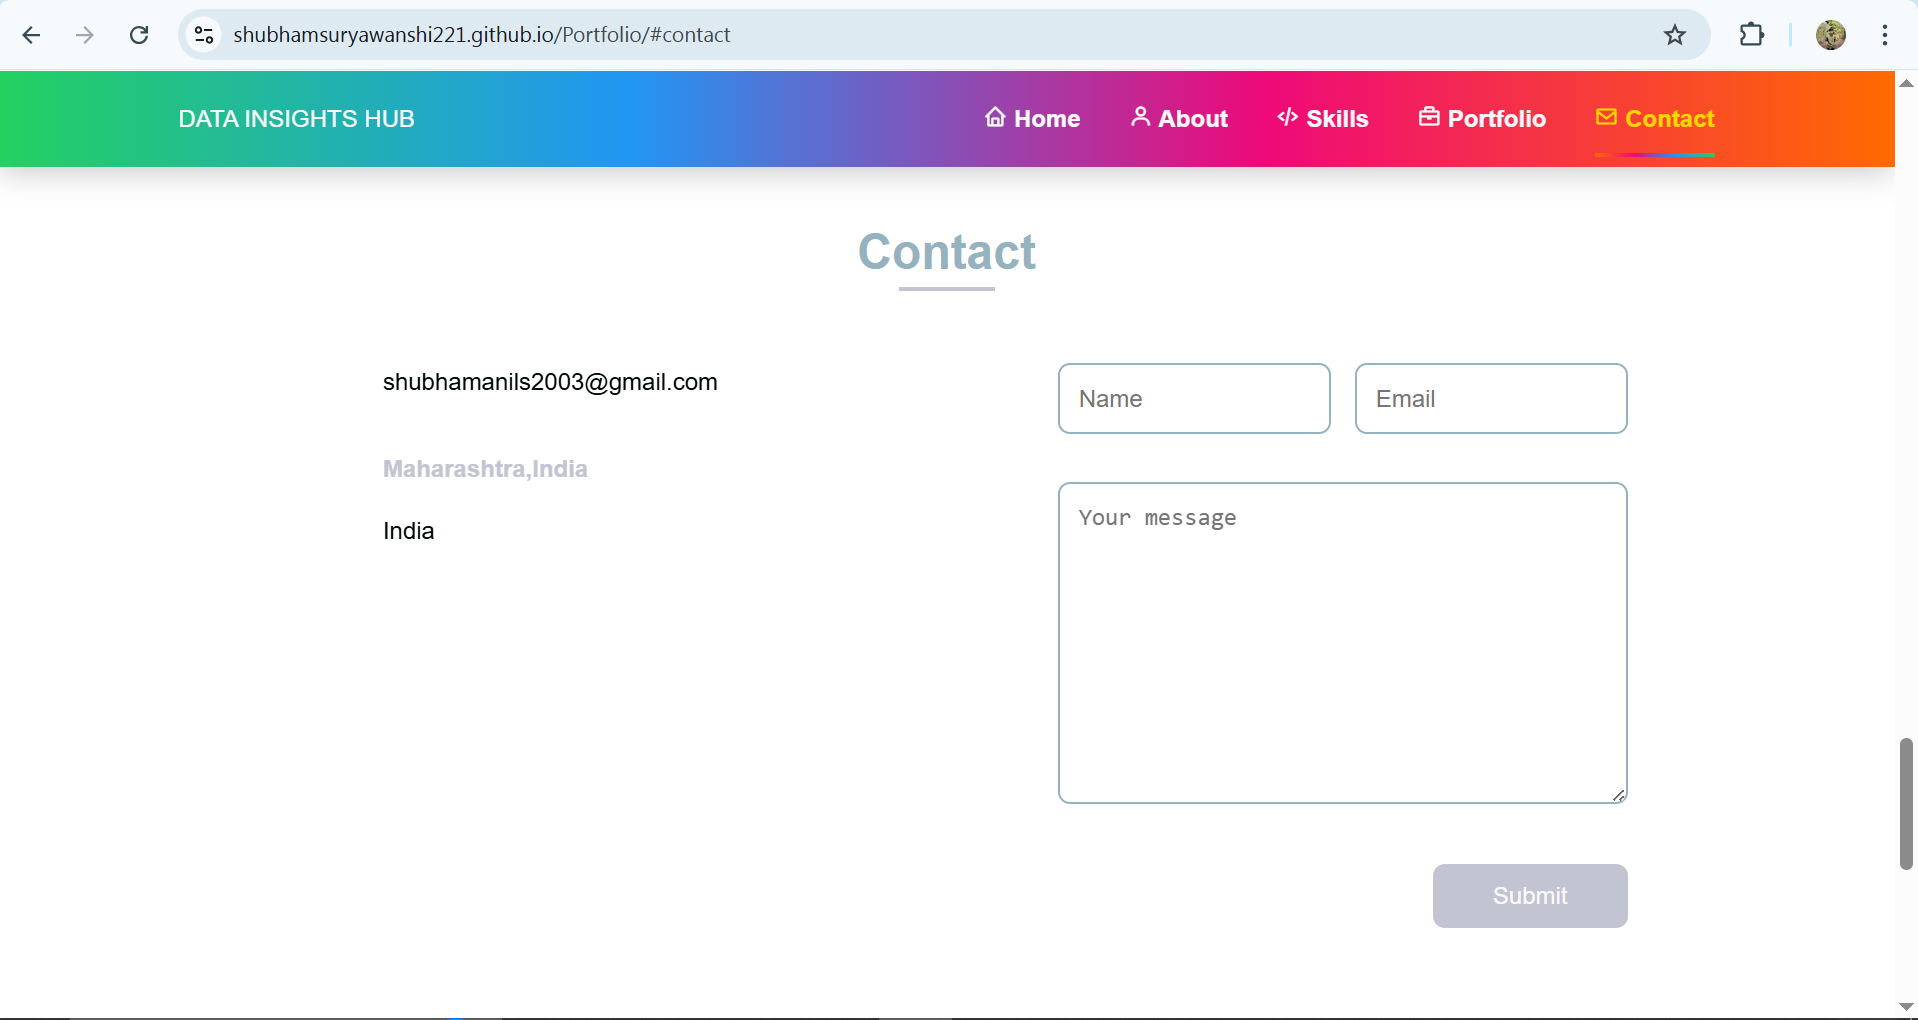 shubhamsuryawanshi221.github.io/Portfolio/#contact
DATA INSIGHTS HUB Home About Skills Portfolio Contact
Contact
shubhamanils2003@gmail.com
Maharashtra,India
India
Name Email
Your message
Submit